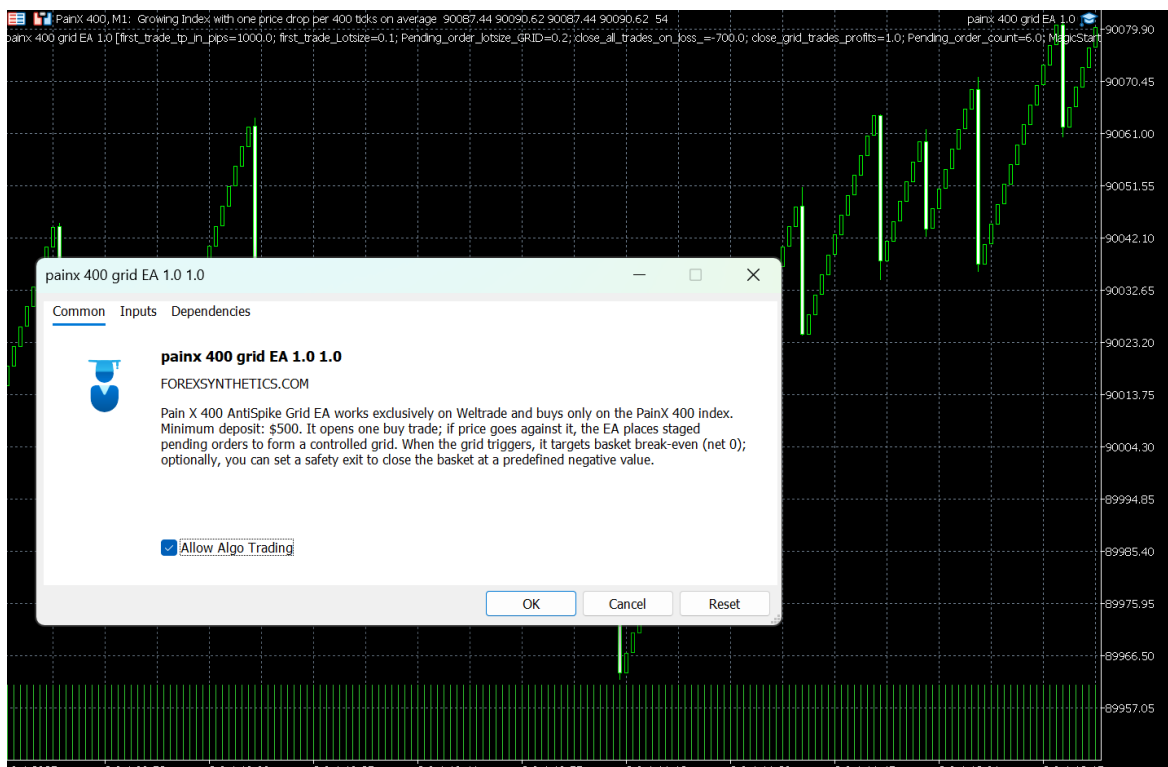 PainX 400, M1: Growing Index with one price drop per 400 ticks on average 90087.44 90090.62 90087.44 90090.62 54
painx 400 grid EA 1.0
painx 400 grid EA 1.0 [first_trade_tp_in_pips=1000.0; first_trade_Lotsize=0.1; Pending_order_lotsize_GRID=0.2; close_all_trades_on_loss_=-700.0; close_grid_trades_profits=1.0; Pending_order_count=6.0; MagicStart
90079.90
90070.45
90061.00
90051.55
90042.10
90032.65
90023.20
90013.75
90004.30
89994.85
89985.40
89975.95
89966.50
89957.05
painx 400 grid EA 1.0 1.0
Common Inputs Dependencies
painx 400 grid EA 1.0 1.0
FOREXSYNTHETICS.COM
Pain X 400 AntiSpike Grid EA works exclusively on Weltrade and buys only on the PainX 400 index.
Minimum deposit: $500. It opens one buy trade; if price goes against it, the EA places staged
pending orders to form a controlled grid. When the grid triggers, it targets basket break-even (net 0);
optionally, you can set a safety exit to close the basket at a predefined negative value.
Allow Algo Trading
OK Cancel Reset